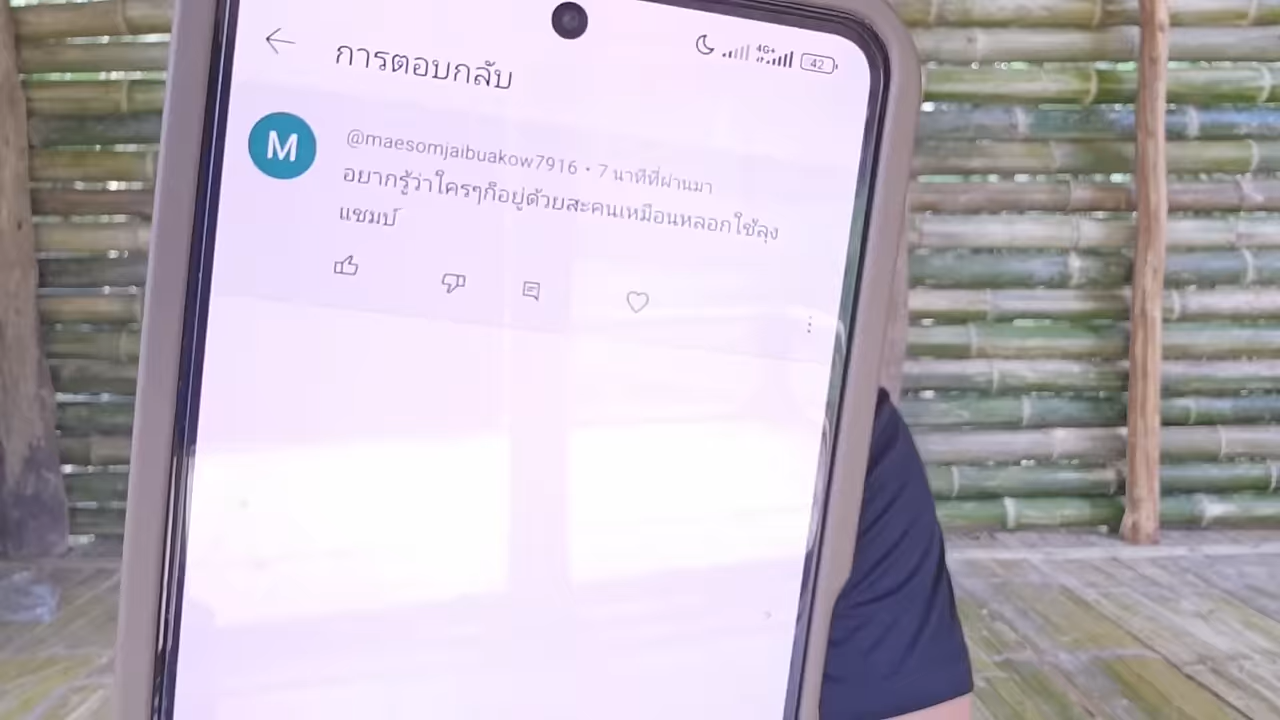 4G+
42
การตอบกลับ
M
@maesomjaibuakow7916 • 7 นาทีที่ผ่านมา
อยากรู้ว่าใครๆก็อยู่ด้วยสะคนเหมือนหลอกใช้ลุง
แชมป์